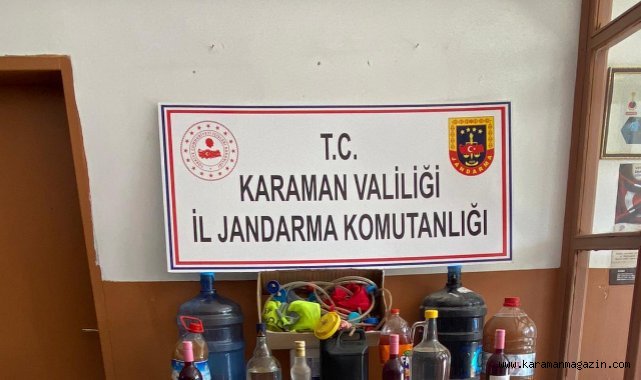 T.C.
KARAMAN VALİLİĞİ
İL JANDARMA KOMUTANLIĞI
JANDARMA
www.karamanmagazin.com